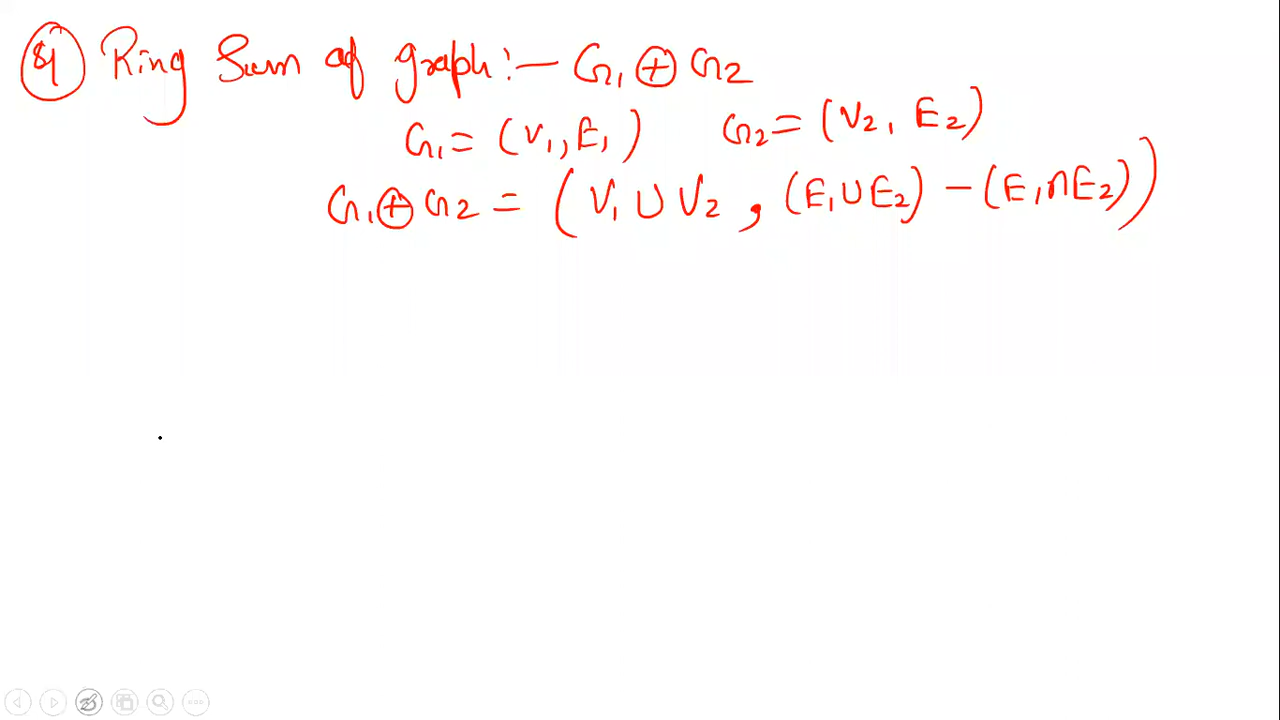 Ring Sum of graph:- G₁ ⊕ G₂
G₁ = (V₁, E₁) G₂ = (V₂, E₂)
G₁ ⊕ G₂ = (V₁ ∪ V₂, (E₁ ∪ E₂) - (E₁ ∩ E₂))